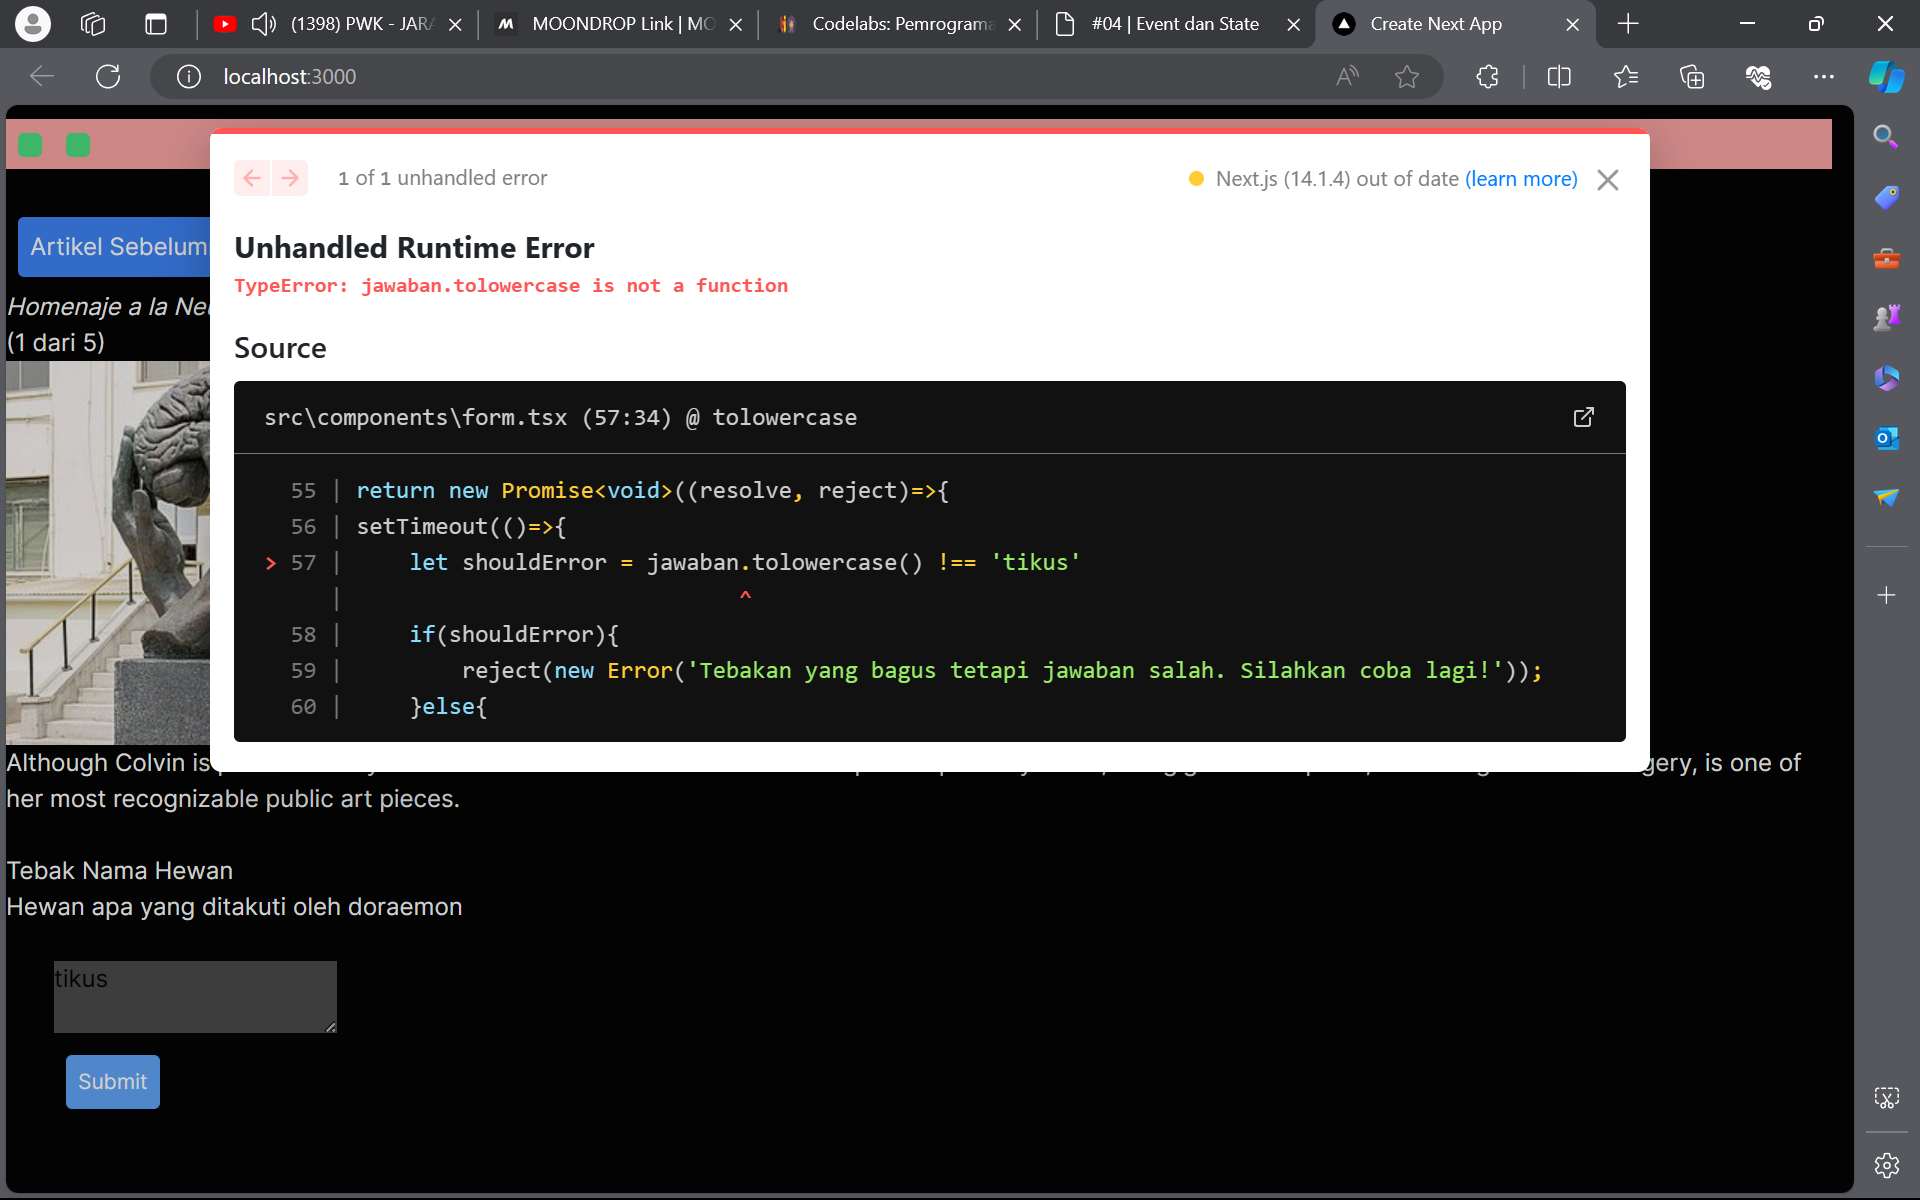 (1398) PWK - JARA
MOONDROP Link | MO
Codelabs: Pemrograma
#04 | Event dan State
Create Next App
localhost:3000
1 of 1 unhandled error
Next.js (14.1.4) out of date (learn more)
Artikel Sebelum
Unhandled Runtime Error
TypeError: jawaban.tolowercase is not a function
Homenaje a la Neu
(1 dari 5)
Source
src\components\form.tsx (57:34) @ tolowercase
55 | return new Promise<void>((resolve, reject)=>{
56 | setTimeout(()=>{
> 57 | let shouldError = jawaban.tolowercase() !== 'tikus'
| ^
58 | if(shouldError){
59 | reject(new Error('Tebakan yang bagus tetapi jawaban salah. Silahkan coba lagi!'));
60 | }else{
Although Colvin is gery, is one of
her most recognizable public art pieces.
Tebak Nama Hewan
Hewan apa yang ditakuti oleh doraemon
tikus
Submit